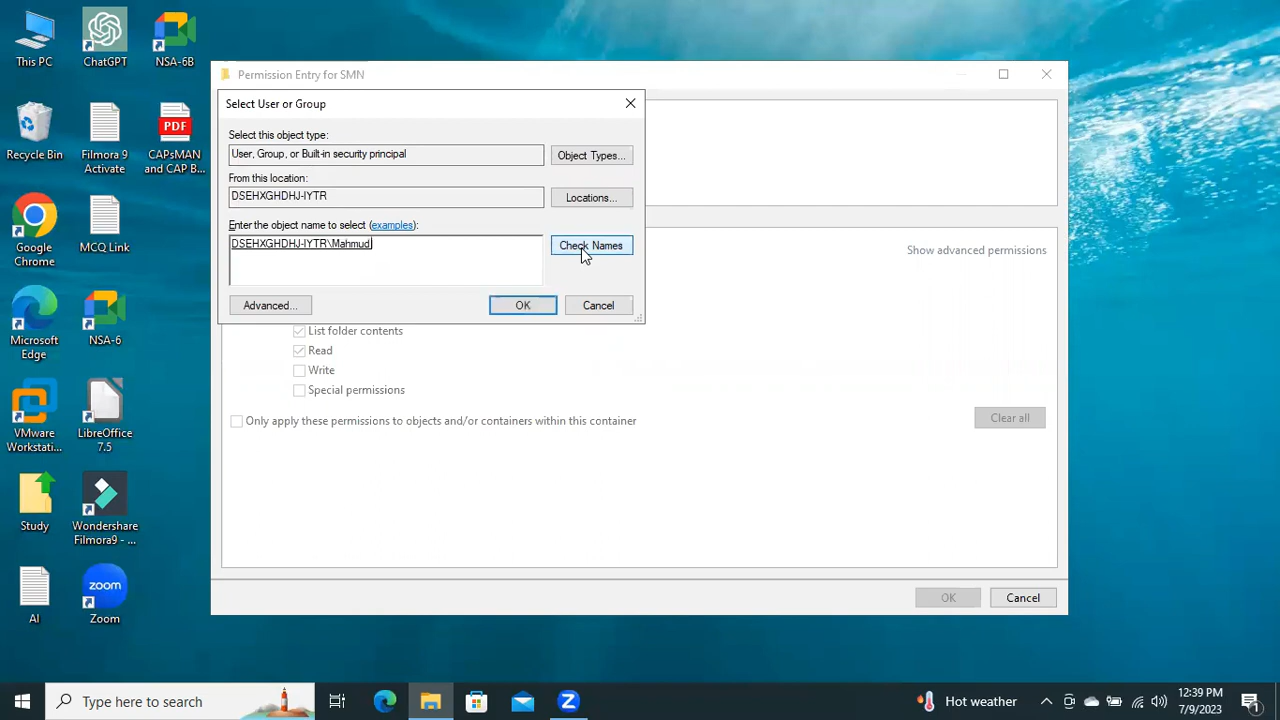 This PC
ChatGPT
NSA-6B
Recycle Bin
Filmora 9
Activate
PDF
CAPsMAN
and CAP B...
Google
Chrome
MCQ Link
Microsoft
Edge
NSA-6
VMware
Workstati...
LibreOffice
7.5
Study
Wondershare
Filmora9 - ...
AI
zoom
Zoom
Permission Entry for SMN
Select User or Group
Select this object type:
User, Group, or Built-in security principal
Object Types...
From this location:
DSEHXGHDHJ-IYTR
Locations...
Enter the object name to select (examples):
DSEHXGHDHJ-IYTR\Mahmud
Check Names
Advanced...
OK
Cancel
Show advanced permissions
List folder contents
Read
Write
Special permissions
Only apply these permissions to objects and/or containers within this container
Clear all
OK
Cancel
Type here to search
Hot weather
12:39 PM
7/9/2023
1